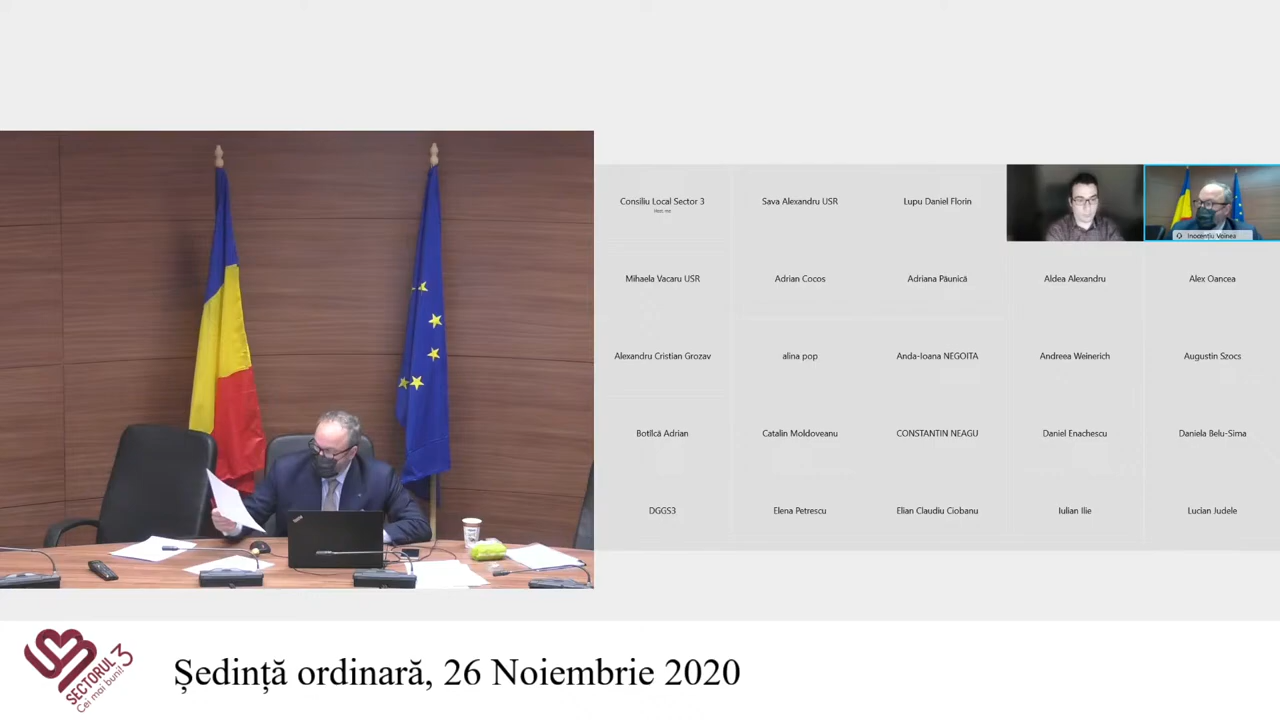 Consiliu Local Sector 3
Sava Alexandru USR
Lupu Daniel Florin
Inocențiu Voinea
Mihaela Vacaru USR
Adrian Cocos
Adriana Păunică
Aldea Alexandru
Alex Oancea
Alexandru Cristian Grozav
alina pop
Anda-Ioana NEGOITA
Andreea Weinerich
Augustin Szocs
Botîlcă Adrian
Catalin Moldoveanu
CONSTANTIN NEAGU
Daniel Enachescu
Daniela Belu-Sima
DGGS3
Elena Petrescu
Elian Claudiu Ciobanu
Iulian Ilie
Lucian Judele
SECTORUL 3
Cei mai buni!
Ședință ordinară, 26 Noiembrie 2020